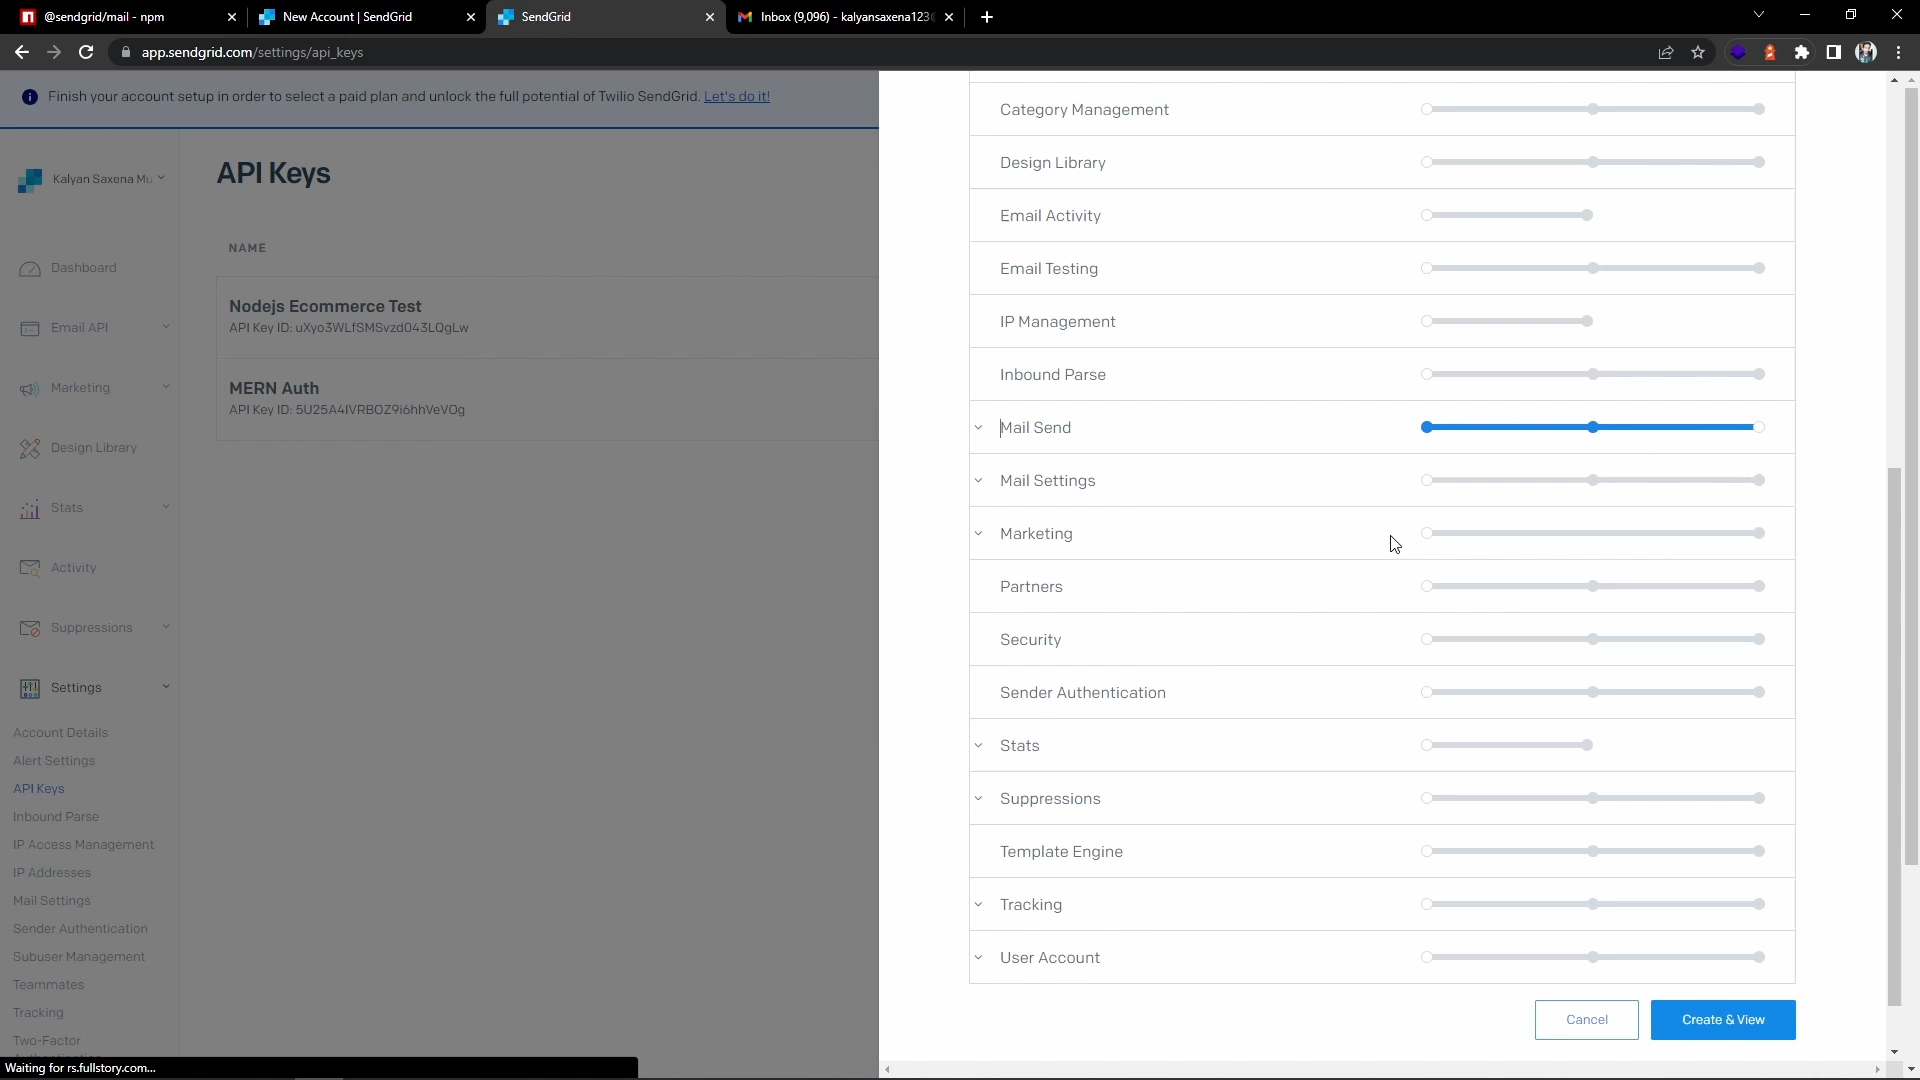 @sendgrid/mail - npm
New Account | SendGrid
SendGrid
Inbox (9,096) - kalyansaxena123
app.sendgrid.com/settings/api_keys
Finish your account setup in order to select a paid plan and unlock the full potential of Twilio SendGrid. Let's do it!
Kalyan Saxena Mu
Dashboard
Email API
Marketing
Design Library
Stats
Activity
Suppressions
Settings
Account Details
Alert Settings
API Keys
Inbound Parse
IP Access Management
IP Addresses
Mail Settings
Sender Authentication
Subuser Management
Teammates
Tracking
Two-Factor
Waiting for rs.fullstory.com...
API Keys
NAME
Nodejs Ecommerce Test
API Key ID: uXyo3WLfSMSvzd043LQgLw
MERN Auth
API Key ID: 5U25A4IVRBOZ9i6hhVeVOg
Category Management
Design Library
Email Activity
Email Testing
IP Management
Inbound Parse
Mail Send
Mail Settings
Marketing
Partners
Security
Sender Authentication
Stats
Suppressions
Template Engine
Tracking
User Account
Cancel
Create & View